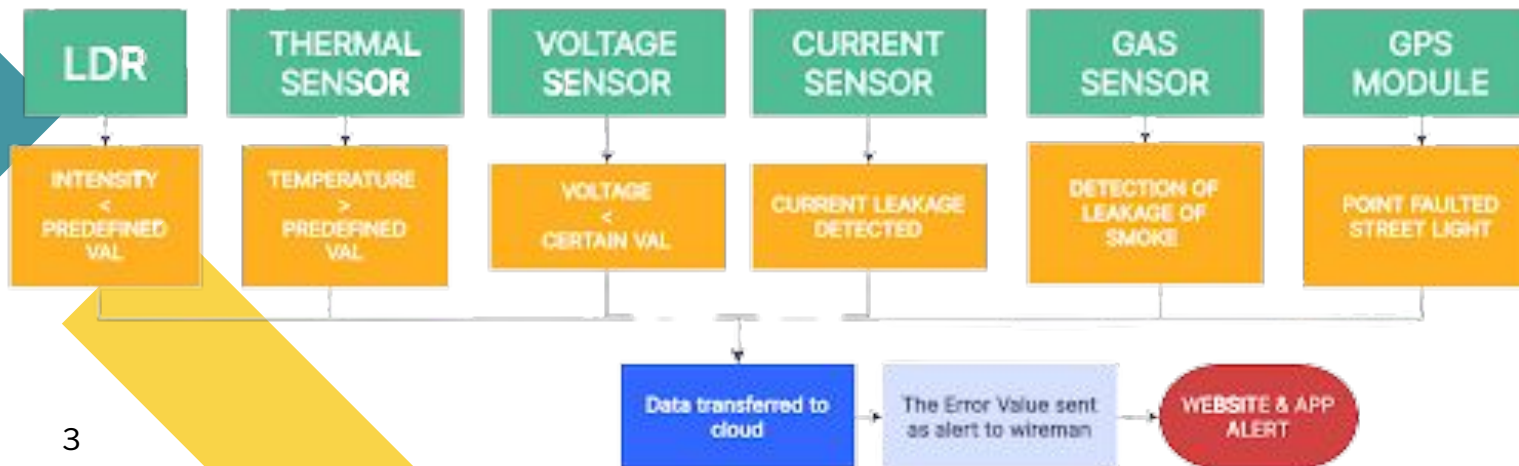 LDR
THERMAL
SENSOR
VOLTAGE
SENSOR
CURRENT
SENSOR
GAS
SENSOR
GPS
MODULE
INTENSITY
<
PREDEFINED
VAL
TEMPERATURE
>
PREDEFINED
VAL
VOLTAGE
<
CERTAIN VAL
CURRENT LEAKAGE
DETECTED
DETECTION OF
LEAKAGE OF
SMOKE
POINT FAULTED
STREET LIGHT
Data transferred to
cloud
The Error Value sent
as alert to wireman
WEBSITE & APP
ALERT
3